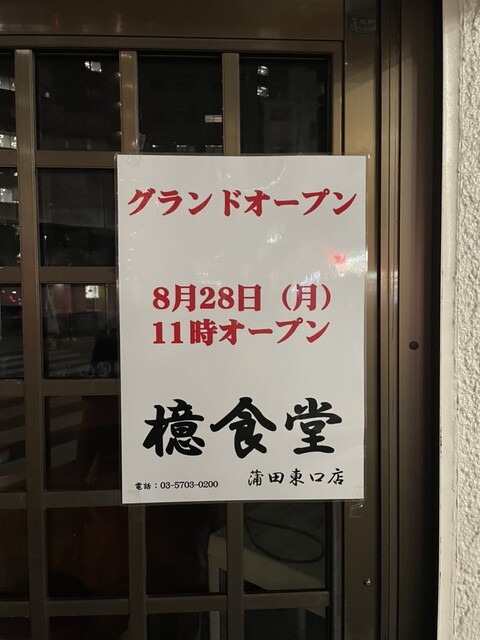 グランドオープン
8月28日（月）
11時オープン
檍食堂
蒲田東口店
電話：03-5703-0200